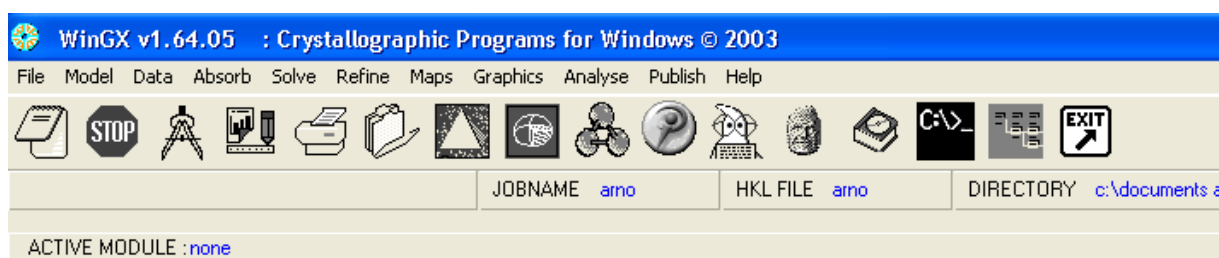 WinGX v1.64.05 : Crystallographic Programs for Windows © 2003
File Model Data Absorb Solve Refine Maps Graphics Analyse Publish Help
STOP C:\>_ EXIT
JOBNAME arno HKL FILE arno DIRECTORY c:\documents a
ACTIVE MODULE : none